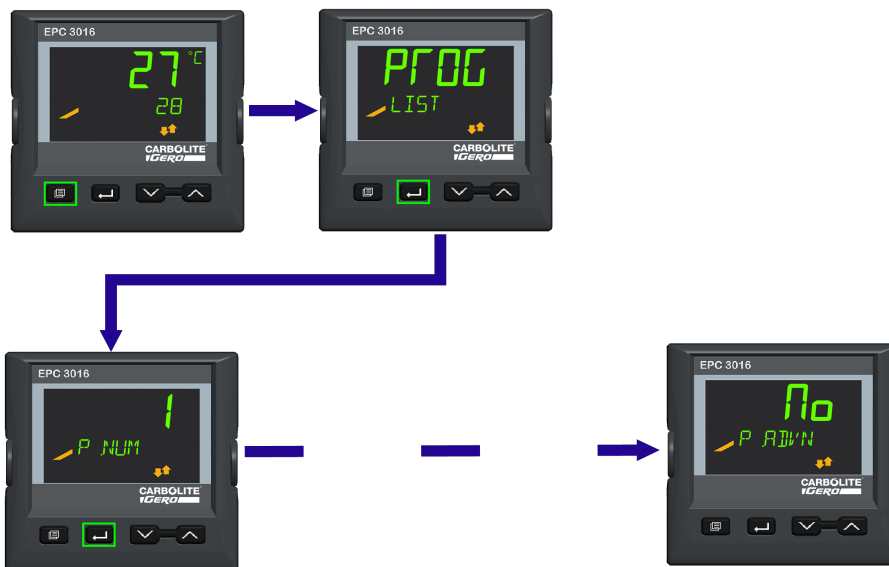 EPC 3016
27 °C
28
CARBOLITE
GERO
EPC 3016
PROG
LIST
CARBOLITE
GERO
EPC 3016
1
P NUM
CARBOLITE
GERO
EPC 3016
No
P ADVN
CARBOLITE
GERO